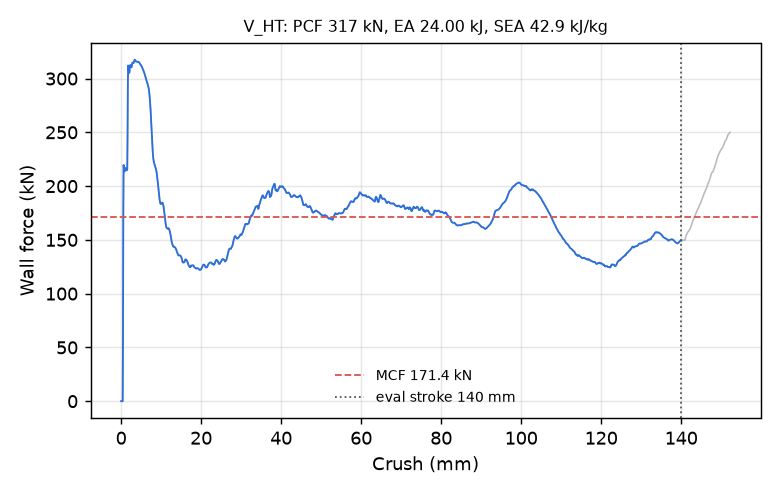 V_HT: PCF 317 kN, EA 24.00 kJ, SEA 42.9 kJ/kg
Wall force (kN)
300
250
200
150
100
50
0
MCF 171.4 kN
eval stroke 140 mm
0 20 40 60 80 100 120 140
Crush (mm)